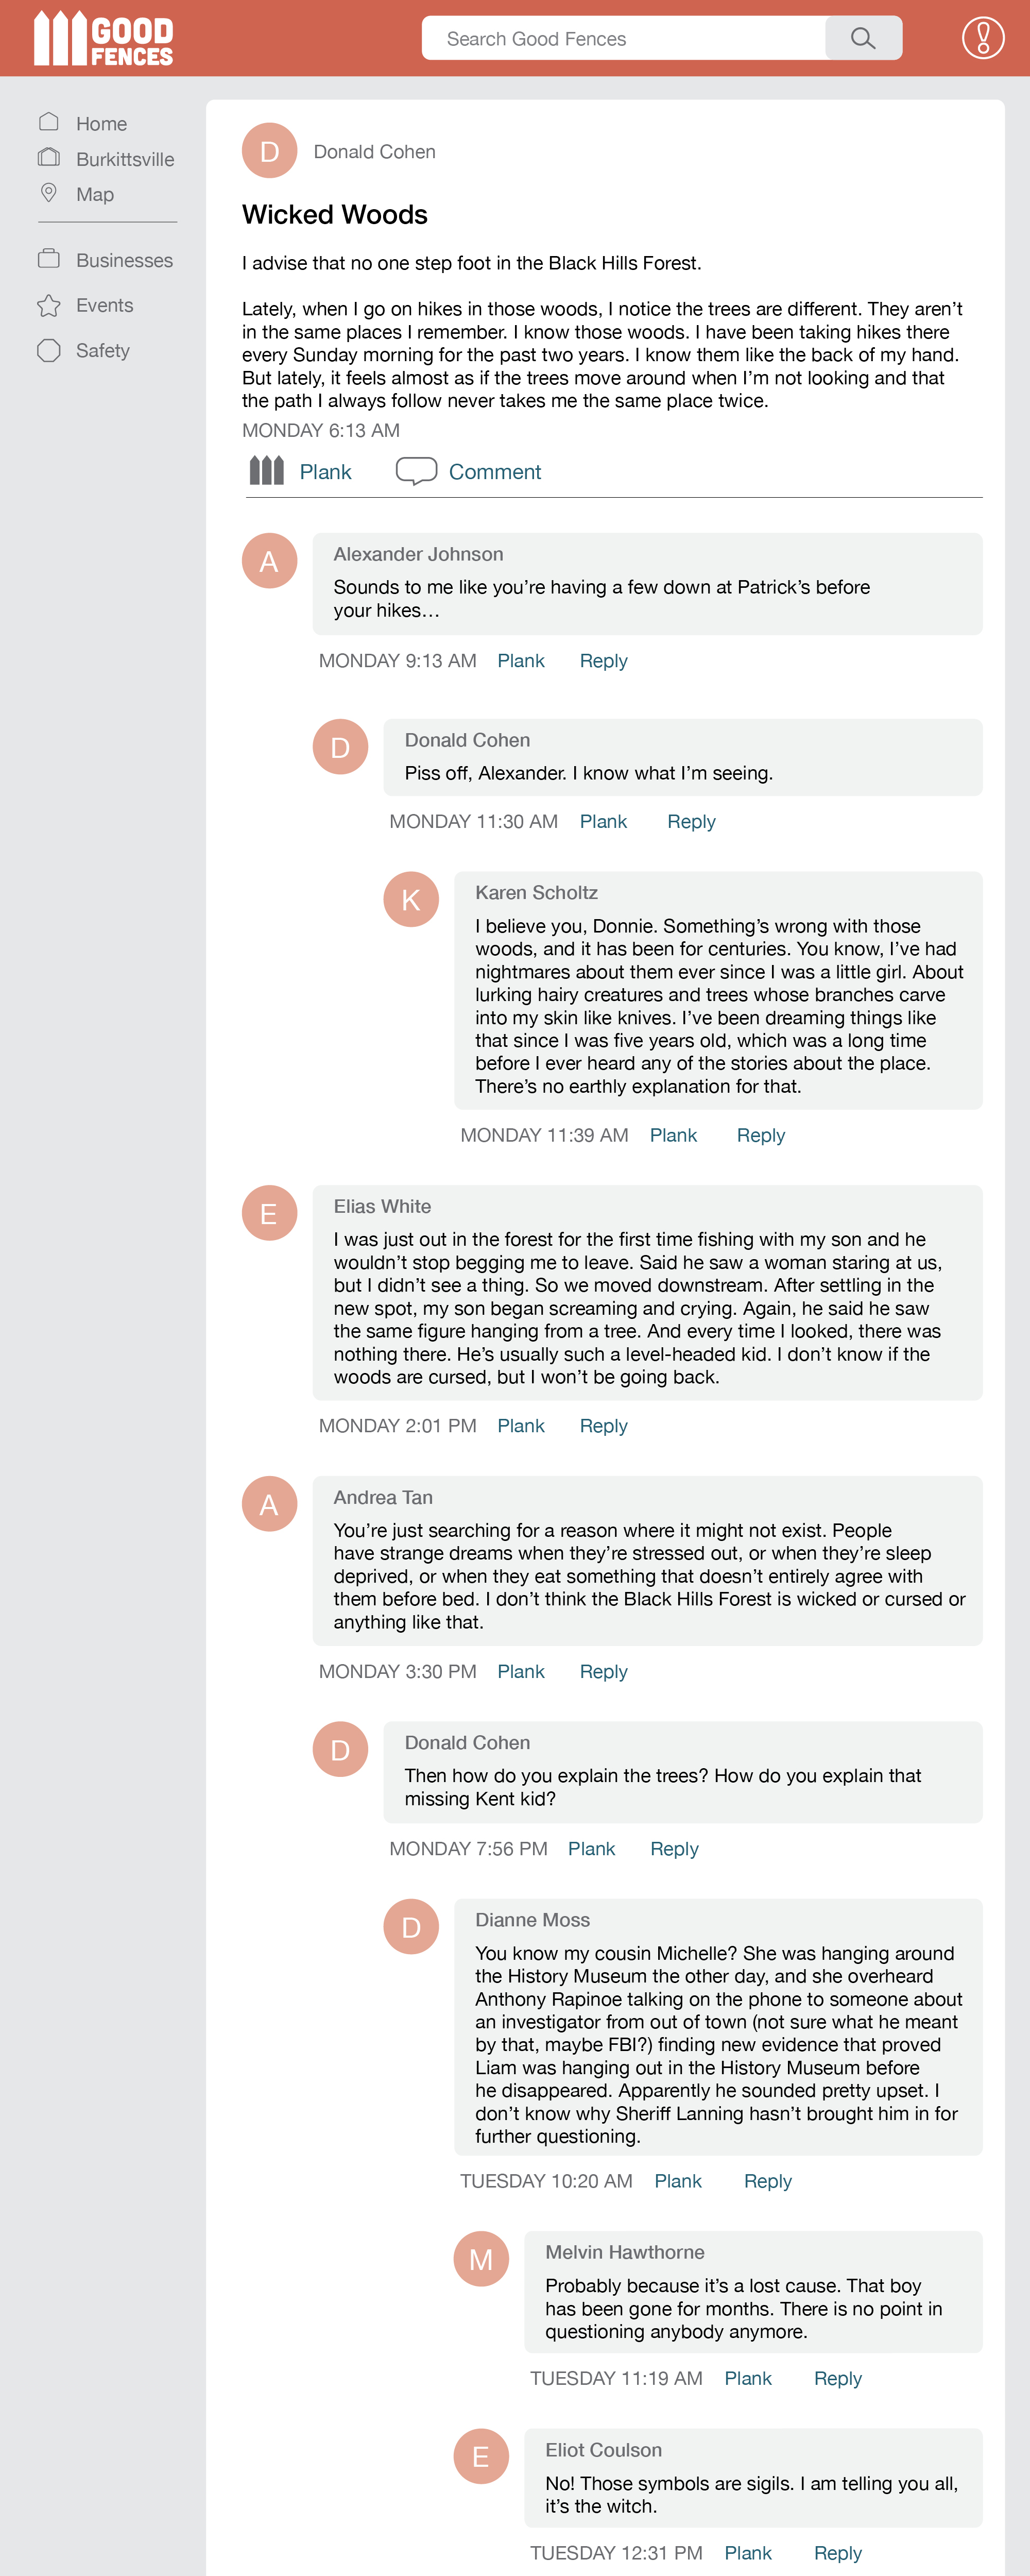 GOOD
FENCES
Search Good Fences
Home
Burkittsville
Map
Businesses
Events
Safety
D
Donald Cohen
Wicked Woods
I advise that no one step foot in the Black Hills Forest.
Lately, when I go on hikes in those woods, I notice the trees are different. They aren’t
in the same places I remember. I know those woods. I have been taking hikes there
every Sunday morning for the past two years. I know them like the back of my hand.
But lately, it feels almost as if the trees move around when I’m not looking and that
the path I always follow never takes me the same place twice.
MONDAY 6:13 AM
Plank Comment
A
Alexander Johnson
Sounds to me like you’re having a few down at Patrick’s before
your hikes…
MONDAY 9:13 AM Plank Reply
D
Donald Cohen
Piss off, Alexander. I know what I’m seeing.
MONDAY 11:30 AM Plank Reply
K
Karen Scholtz
I believe you, Donnie. Something’s wrong with those
woods, and it has been for centuries. You know, I’ve had
nightmares about them ever since I was a little girl. About
lurking hairy creatures and trees whose branches carve
into my skin like knives. I’ve been dreaming things like
that since I was five years old, which was a long time
before I ever heard any of the stories about the place.
There’s no earthly explanation for that.
MONDAY 11:39 AM Plank Reply
E
Elias White
I was just out in the forest for the first time fishing with my son and he
wouldn’t stop begging me to leave. Said he saw a woman staring at us,
but I didn’t see a thing. So we moved downstream. After settling in the
new spot, my son began screaming and crying. Again, he said he saw
the same figure hanging from a tree. And every time I looked, there was
nothing there. He’s usually such a level-headed kid. I don’t know if the
woods are cursed, but I won’t be going back.
MONDAY 2:01 PM Plank Reply
A
Andrea Tan
You’re just searching for a reason where it might not exist. People
have strange dreams when they’re stressed out, or when they’re sleep
deprived, or when they eat something that doesn’t entirely agree with
them before bed. I don’t think the Black Hills Forest is wicked or cursed or
anything like that.
MONDAY 3:30 PM Plank Reply
D
Donald Cohen
Then how do you explain the trees? How do you explain that
missing Kent kid?
MONDAY 7:56 PM Plank Reply
D
Dianne Moss
You know my cousin Michelle? She was hanging around
the History Museum the other day, and she overheard
Anthony Rapinoe talking on the phone to someone about
an investigator from out of town (not sure what he meant
by that, maybe FBI?) finding new evidence that proved
Liam was hanging out in the History Museum before
he disappeared. Apparently he sounded pretty upset. I
don’t know why Sheriff Lanning hasn’t brought him in for
further questioning.
TUESDAY 10:20 AM Plank Reply
M
Melvin Hawthorne
Probably because it’s a lost cause. That boy
has been gone for months. There is no point in
questioning anybody anymore.
TUESDAY 11:19 AM Plank Reply
E
Eliot Coulson
No! Those symbols are sigils. I am telling you all,
it’s the witch.
TUESDAY 12:31 PM Plank Reply